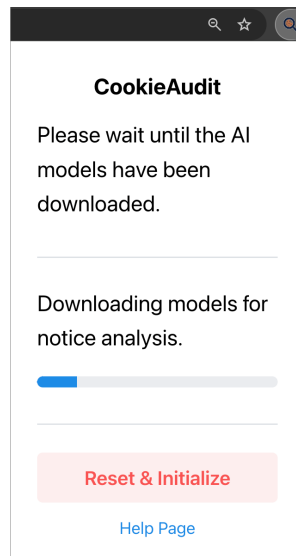 CookieAudit
Please wait until the AI
models have been
downloaded.
Downloading models for
notice analysis.
Reset & Initialize
Help Page